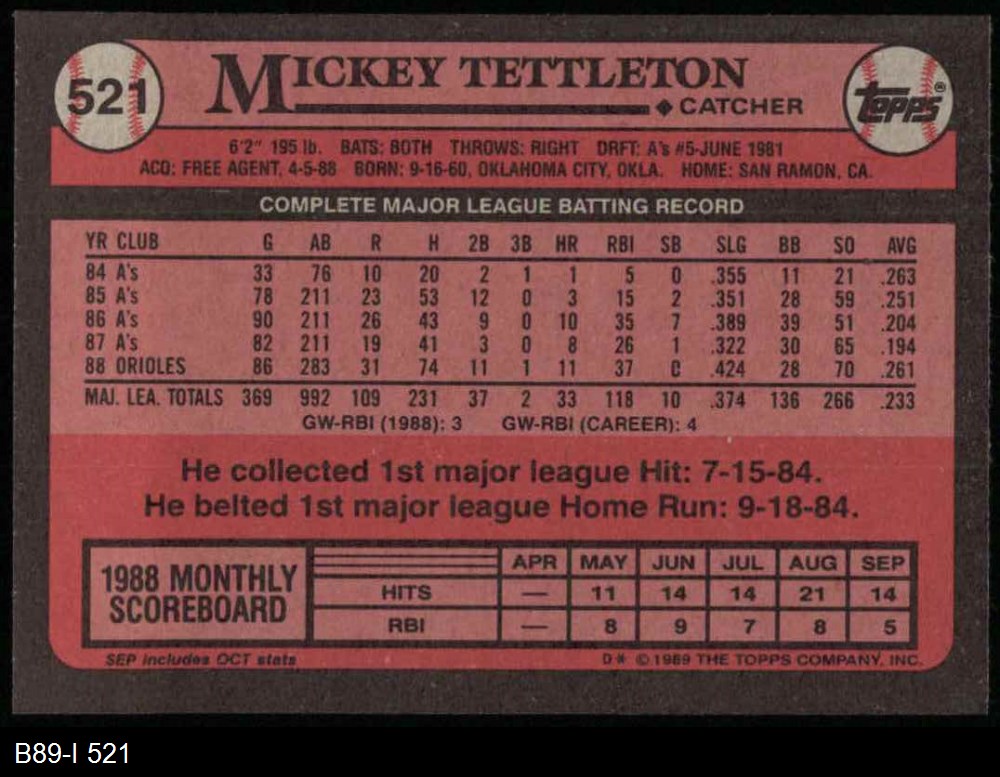 521
MICKEY TETTLETON
CATCHER
topps®
6'2" 195 lb. BATS: BOTH THROWS: RIGHT DRFT: A's #5-JUNE 1981
ACQ: FREE AGENT, 4-5-88 BORN: 9-16-60, OKLAHOMA CITY, OKLA. HOME: SAN RAMON, CA.
COMPLETE MAJOR LEAGUE BATTING RECORD
YR CLUB G AB R H 2B 3B HR RBI SB SLG BB SO AVG
84 A's 33 76 10 20 2 1 1 5 0 .355 11 21 .263
85 A's 78 211 23 53 12 0 3 15 2 .351 28 59 .251
86 A's 90 211 26 43 9 0 10 35 7 .389 39 51 .204
87 A's 82 211 19 41 3 0 8 26 1 .322 30 65 .194
88 ORIOLES 86 283 31 74 11 1 11 37 0 .424 28 70 .261
MAJ. LEA. TOTALS 369 992 109 231 37 2 33 118 10 .374 136 266 .233
GW-RBI (1988): 3 GW-RBI (CAREER): 4
He collected 1st major league Hit: 7-15-84.
He belted 1st major league Home Run: 9-18-84.
1988 MONTHLY
SCOREBOARD
APR MAY JUN JUL AUG SEP
HITS — 11 14 14 21 14
RBI — 8 9 7 8 5
SEP includes OCT stats
D* © 1989 THE TOPPS COMPANY, INC.
B89-I 521